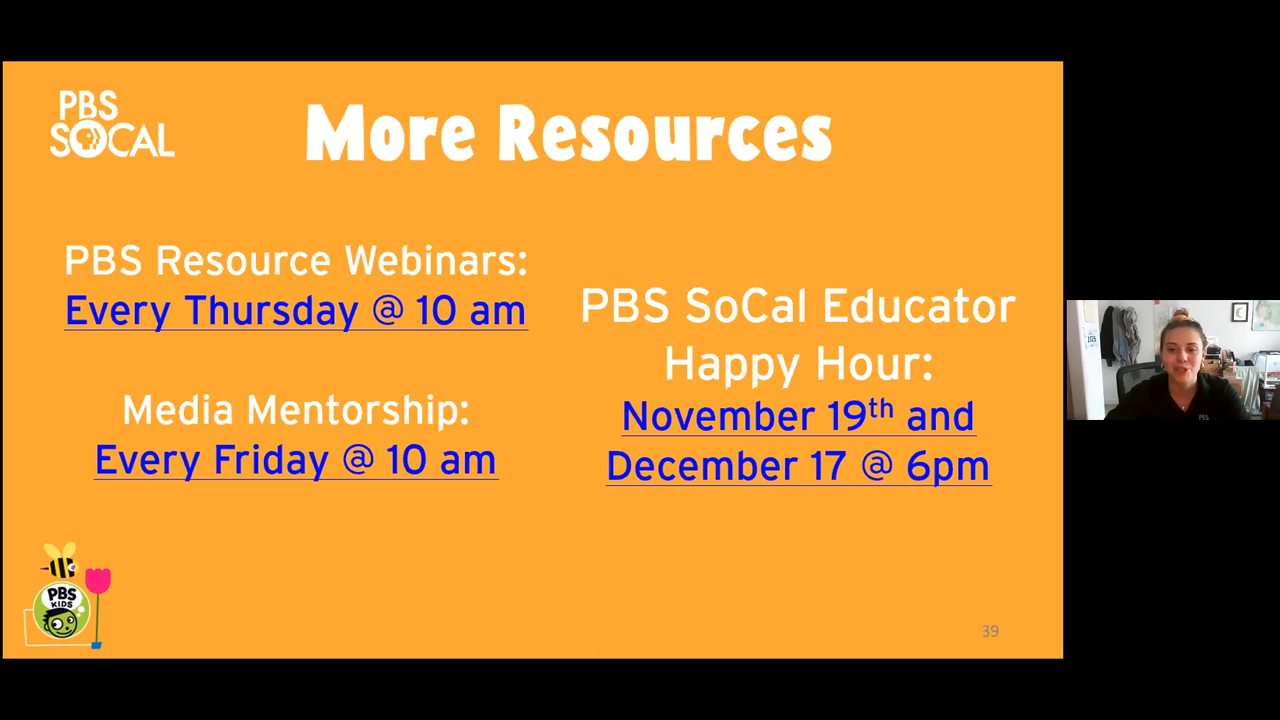 PBS
SOCAL
More Resources
PBS Resource Webinars:
Every Thursday @ 10 am
Media Mentorship:
Every Friday @ 10 am
PBS SoCal Educator
Happy Hour:
November 19th and
December 17 @ 6pm
PBS
KIDS
39
PBS